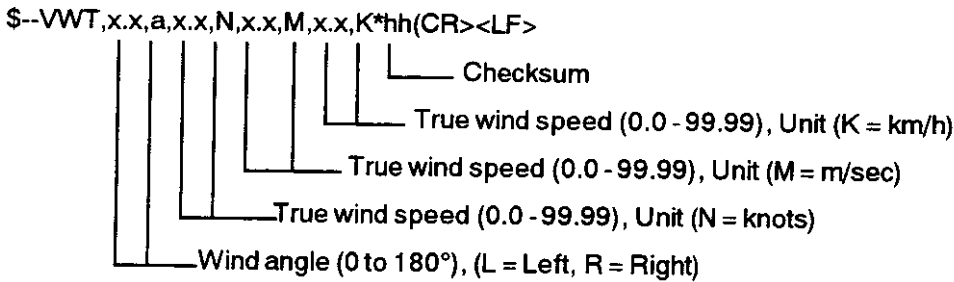 $--VWT,x.x,a,x.x,N,x.x,M,x.x,K*hh(CR><LF>
Checksum
True wind speed (0.0 - 99.99), Unit (K = km/h)
True wind speed (0.0 - 99.99), Unit (M = m/sec)
True wind speed (0.0 - 99.99), Unit (N = knots)
Wind angle (0 to 180°), (L = Left, R = Right)